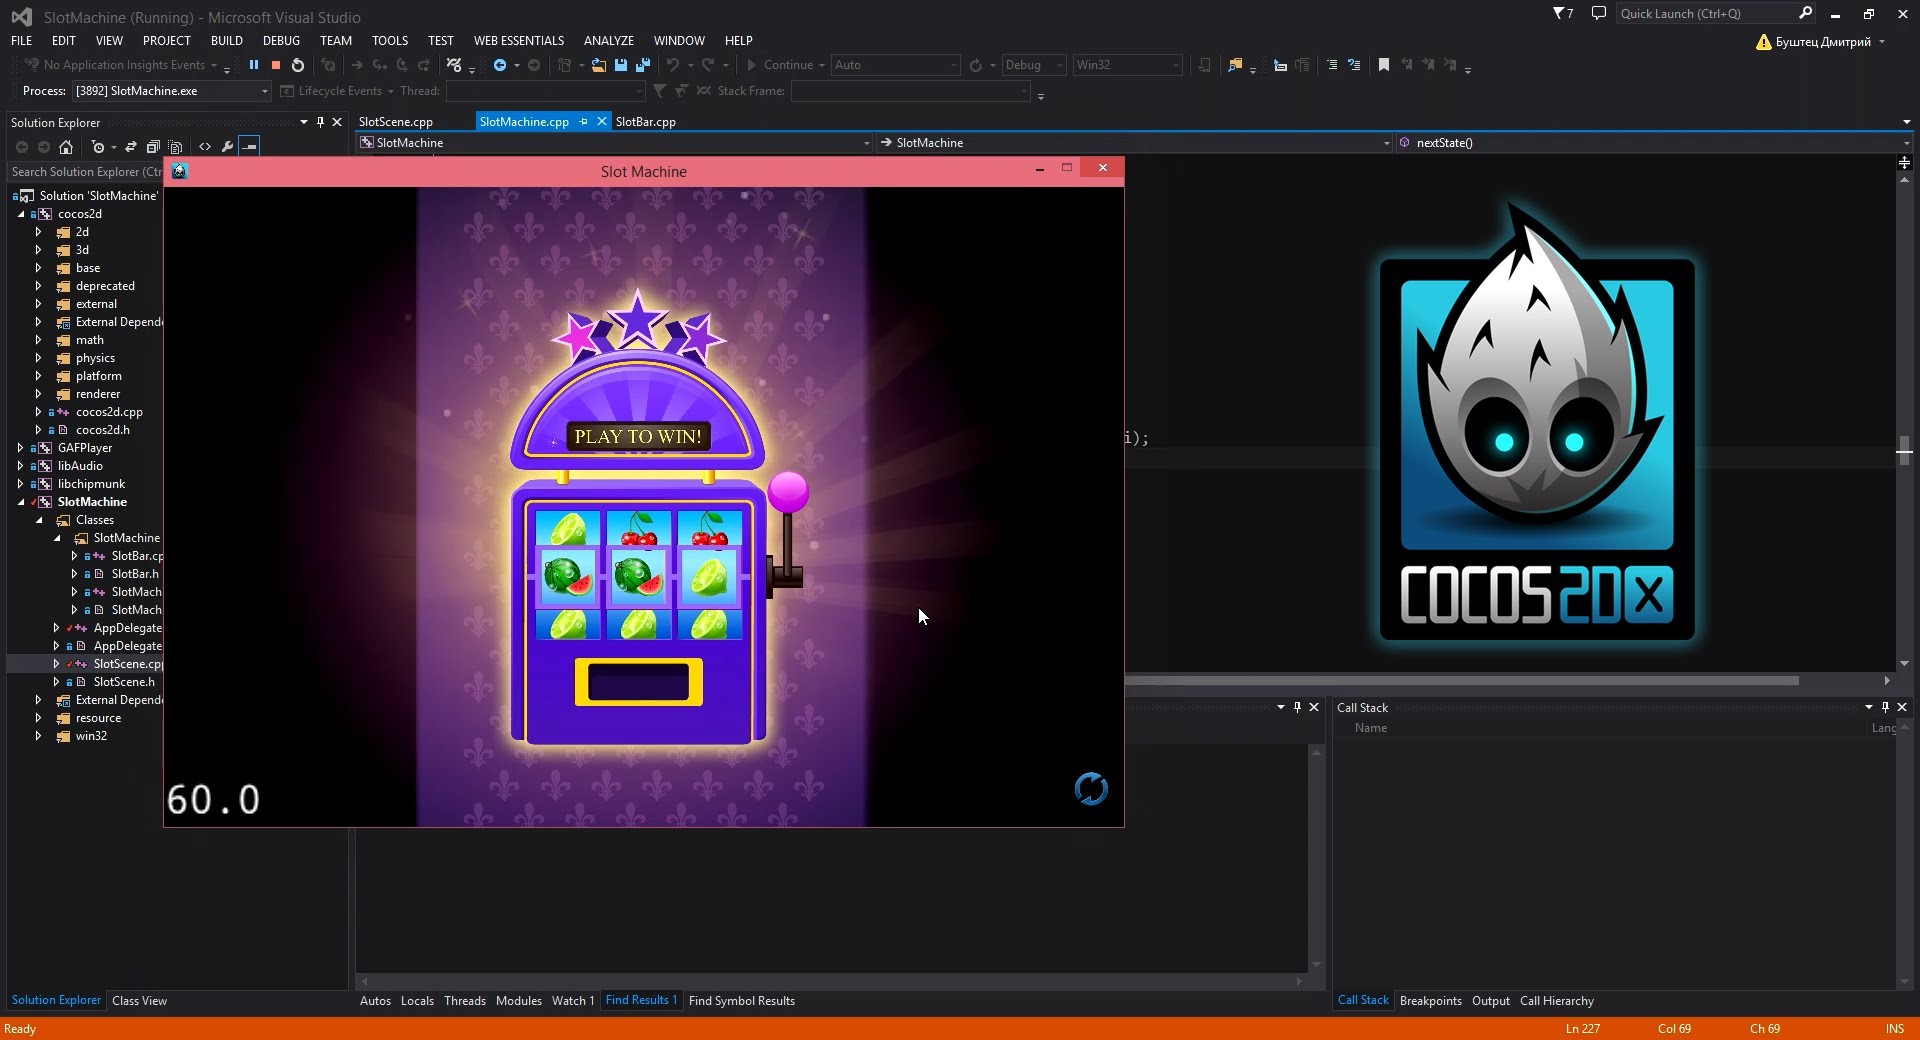 SlotMachine (Running) - Microsoft Visual Studio
7
Quick Launch (Ctrl+Q)
FILE EDIT VIEW PROJECT BUILD DEBUG TEAM TOOLS TEST WEB ESSENTIALS ANALYZE WINDOW HELP
Буштец Дмитрий
No Application Insights Events
Continue Auto Debug Win32
Process: [3892] SlotMachine.exe Lifecycle Events Thread: Stack Frame:
Solution Explorer
SlotScene.cpp SlotMachine.cpp SlotBar.cpp
SlotMachine SlotMachine nextState()
Search Solution Explorer (Ctr
Slot Machine
Solution 'SlotMachine'
cocos2d
2d
3d
base
deprecated
external
External Depend
math
physics
platform
renderer
cocos2d.cpp
cocos2d.h
GAFPlayer
libAudio
libchipmunk
SlotMachine
Classes
SlotMachine
SlotBar.cp
SlotBar.h
SlotMach
SlotMach
AppDelegate
AppDelegate
SlotScene.cpp
SlotScene.h
External Depend
resource
win32
PLAY TO WIN!
60.0
i);
COCOS2DX
Call Stack
Name Lang
Solution Explorer Class View
Autos Locals Threads Modules Watch 1 Find Results 1 Find Symbol Results
Call Stack Breakpoints Output Call Hierarchy
Ready
Ln 227 Col 69 Ch 69 INS